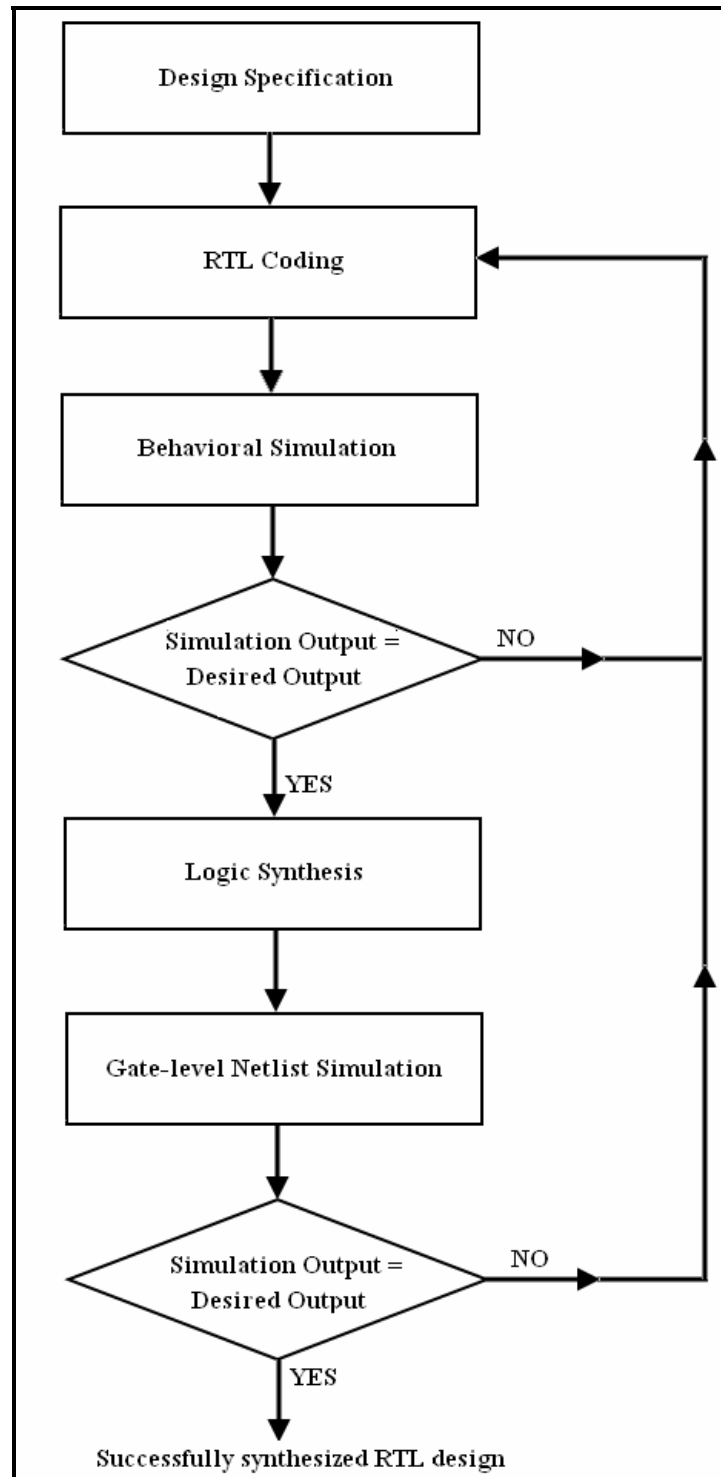 Design Specification
RTL Coding
Behavioral Simulation
Simulation Output =
Desired Output
NO
YES
Logic Synthesis
Gate-level Netlist Simulation
Simulation Output =
Desired Output
NO
YES
Successfully synthesized RTL design